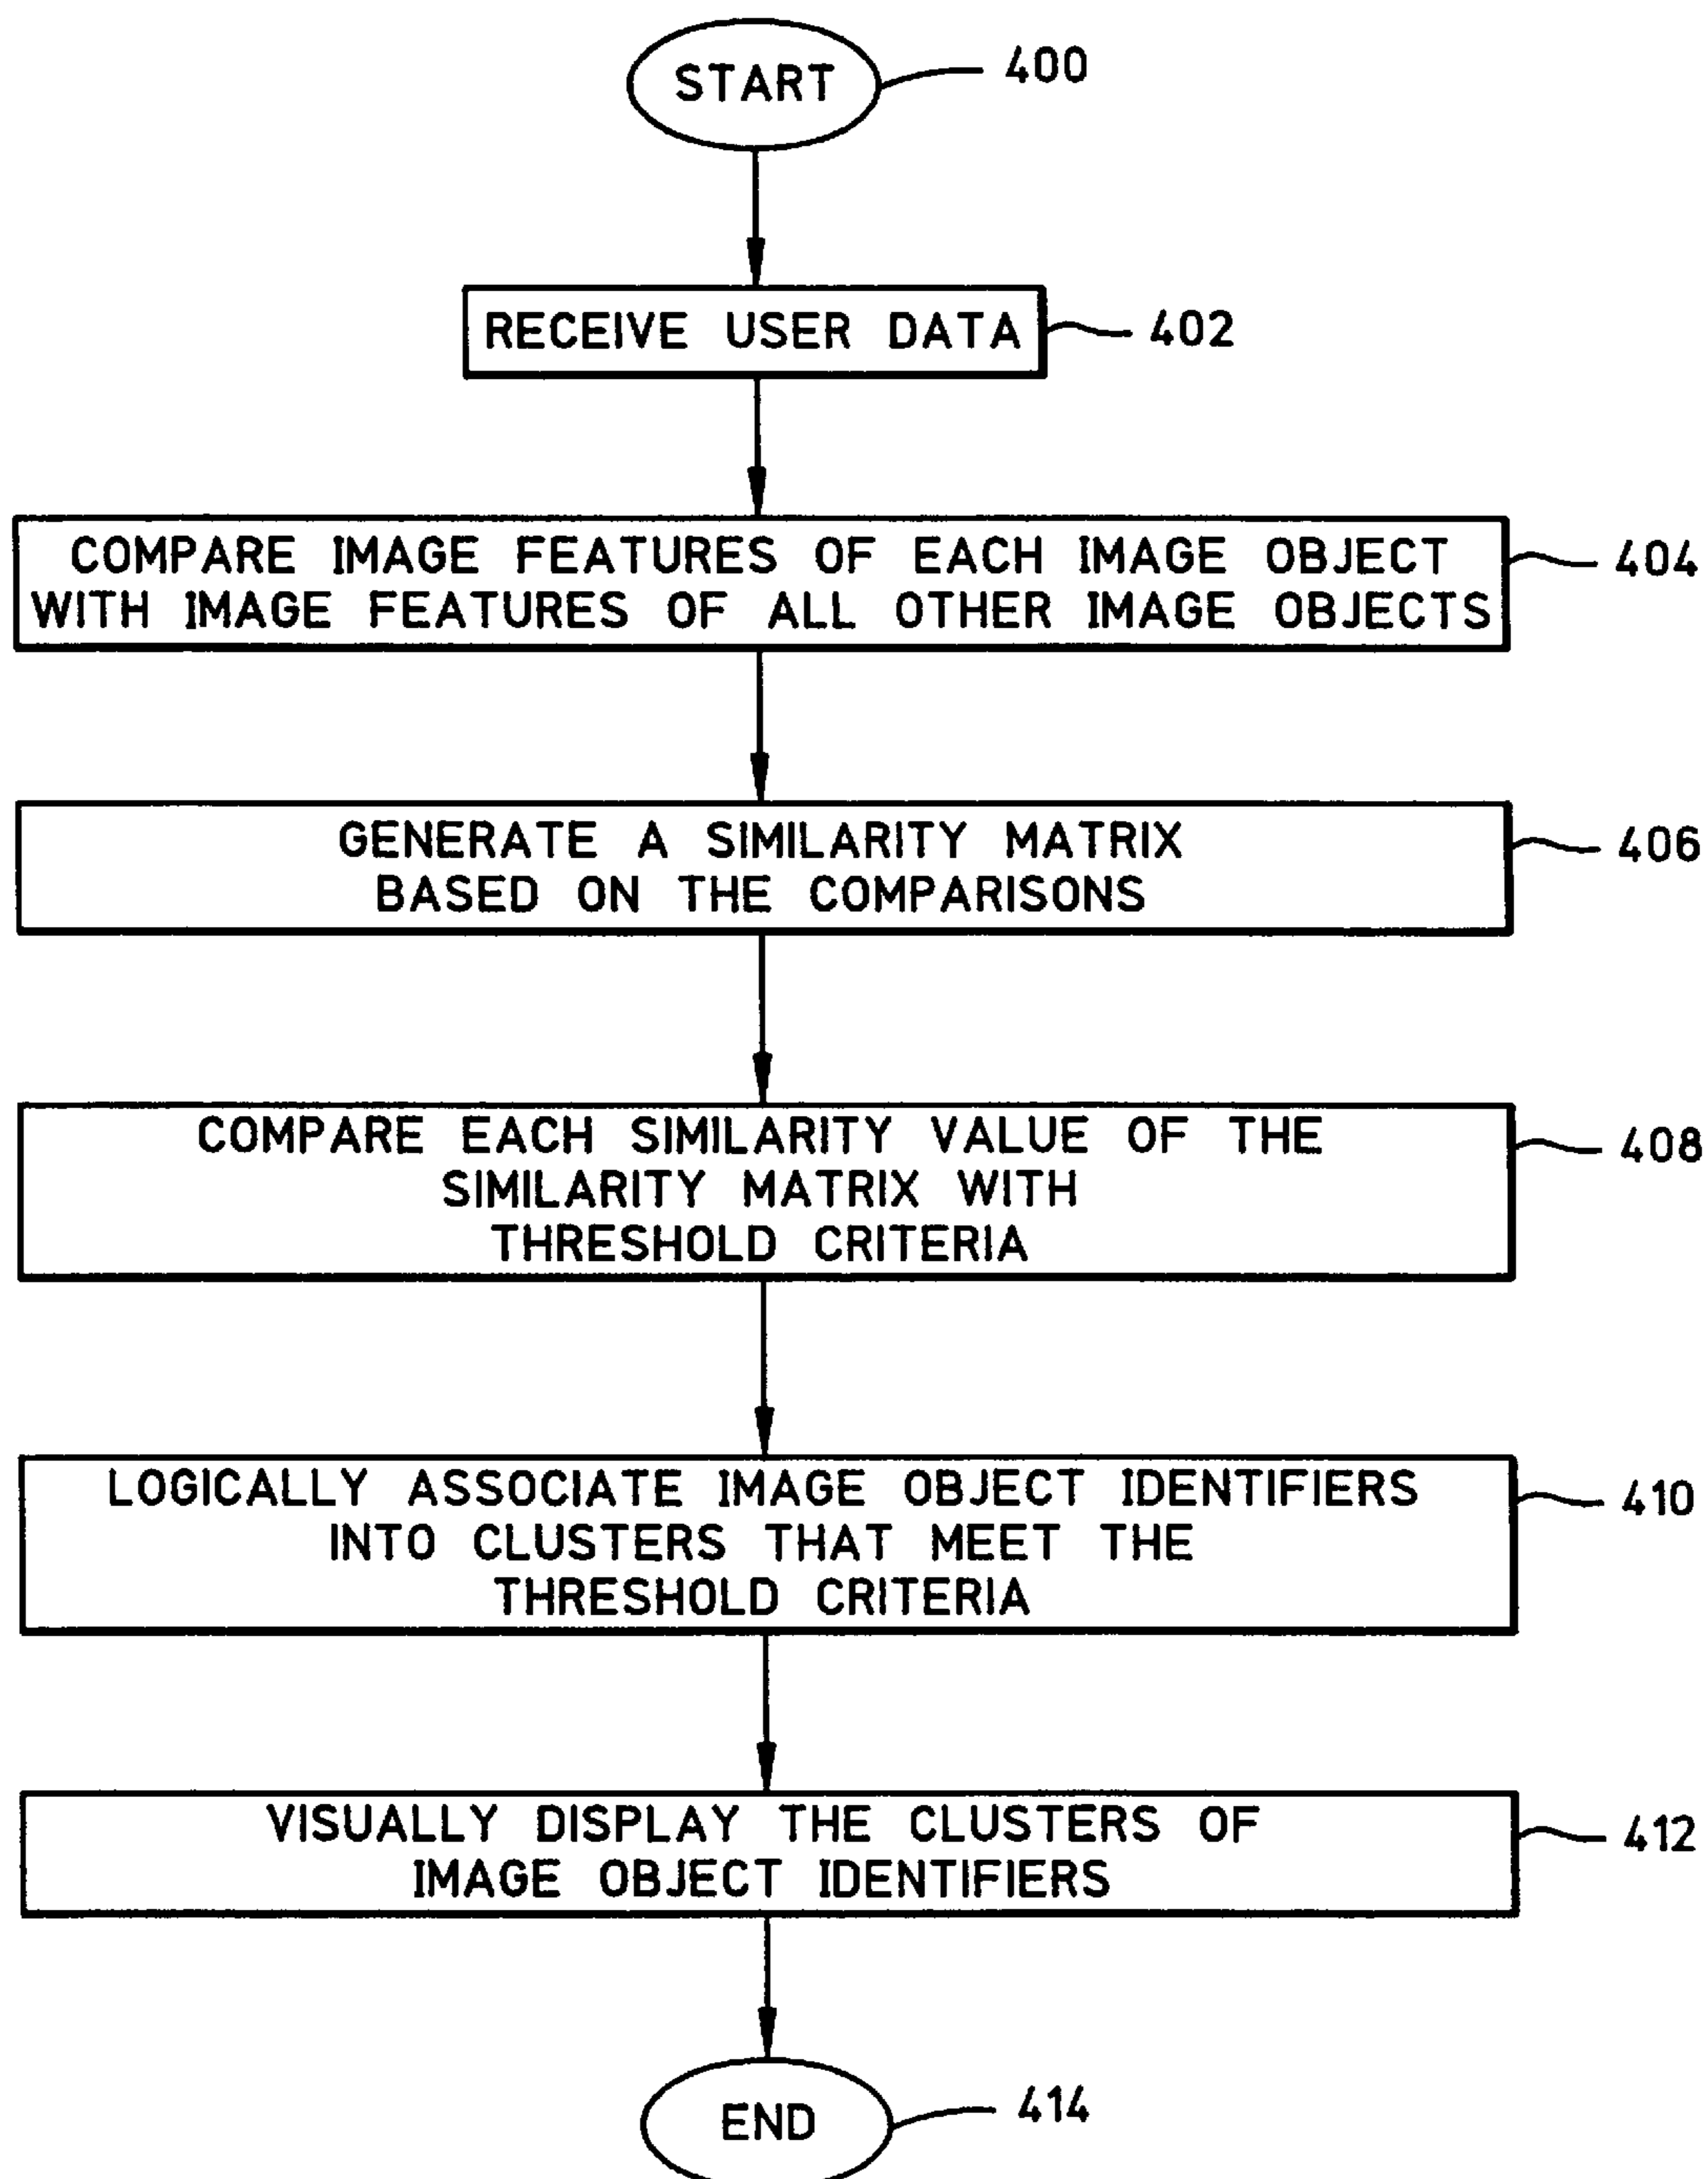 START
400
RECEIVE USER DATA
402
COMPARE IMAGE FEATURES OF EACH IMAGE OBJECT
WITH IMAGE FEATURES OF ALL OTHER IMAGE OBJECTS
404
GENERATE A SIMILARITY MATRIX
BASED ON THE COMPARISONS
406
COMPARE EACH SIMILARITY VALUE OF THE
SIMILARITY MATRIX WITH
THRESHOLD CRITERIA
408
LOGICALLY ASSOCIATE IMAGE OBJECT IDENTIFIERS
INTO CLUSTERS THAT MEET THE
THRESHOLD CRITERIA
410
VISUALLY DISPLAY THE CLUSTERS OF
IMAGE OBJECT IDENTIFIERS
412
END
414